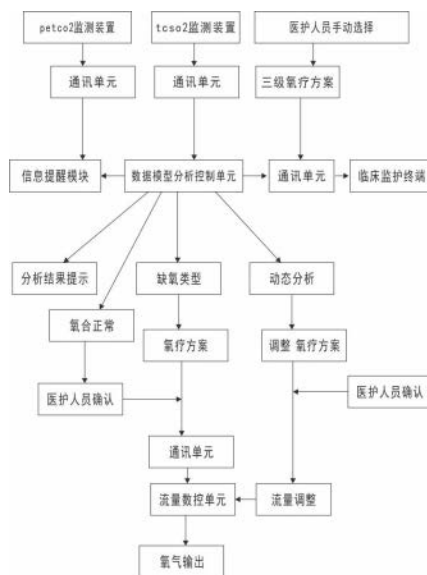 petco2监测装置
tcso2监测装置
医护人员手动选择
通讯单元
通讯单元
三级氧疗方案
信息提醒模块
数据模型分析控制单元
通讯单元
临床监护终端
分析结果提示
缺氧类型
动态分析
氧合正常
氧疗方案
调整 氧疗方案
医护人员确认
医护人员确认
通讯单元
流量数控单元
流量调整
氧气输出